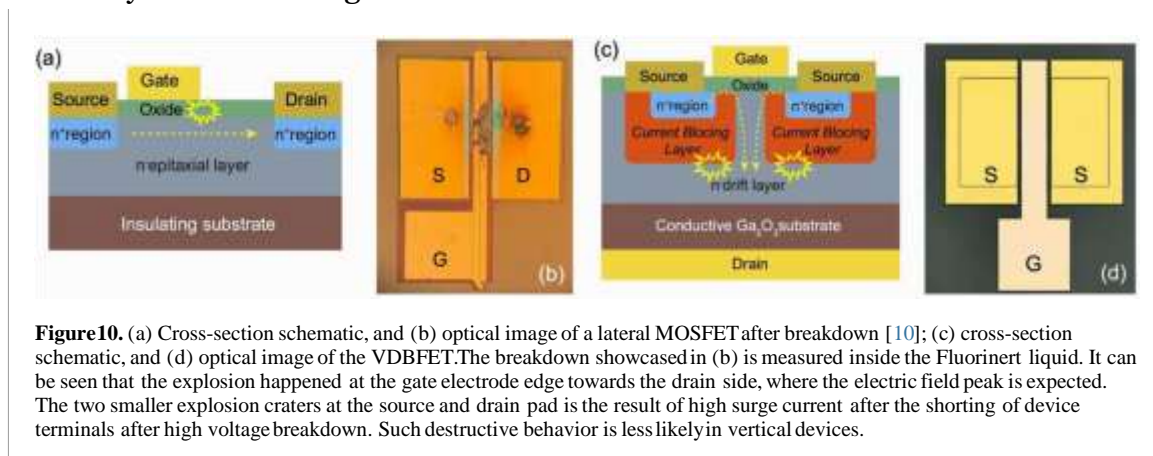 (a)
Gate
Source
Oxide
Drain
n+region
n+region
n-epitaxial layer
Insulating substrate
S
D
G
(b)
(c)
Gate
Source
Oxide
Source
n+region
n+region
Current Blocing
Layer
Current Blocing
Layer
n-drift layer
Conductive Ga2O3 substrate
Drain
S
S
G
(d)
Figure10. (a) Cross-section schematic, and (b) optical image of a lateral MOSFET after breakdown [10]; (c) cross-section
schematic, and (d) optical image of the VDBFET.The breakdown showcased in (b) is measured inside the Fluorinert liquid. It can
be seen that the explosion happened at the gate electrode edge towards the drain side, where the electric field peak is expected.
The two smaller explosion craters at the source and drain pad is the result of high surge current after the shorting of device
terminals after high voltage breakdown. Such destructive behavior is less likely in vertical devices.